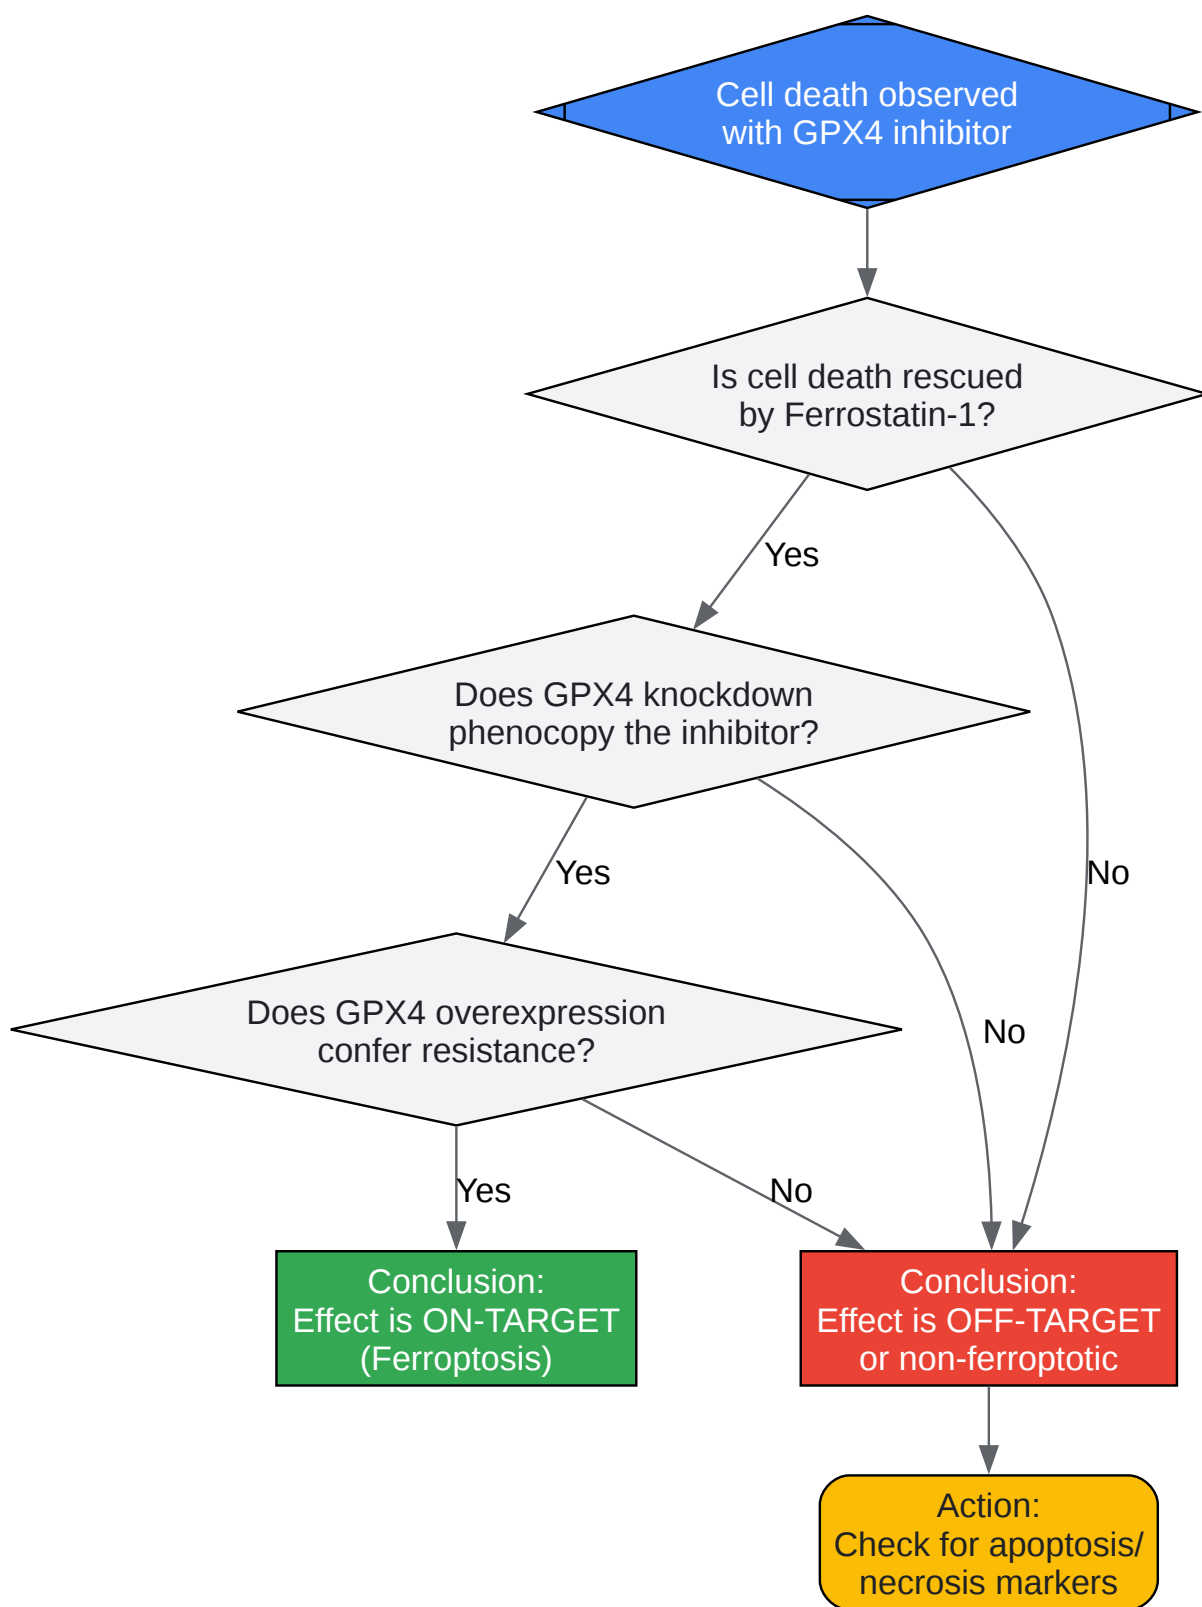 Cell death observed
with GPX4 inhibitor
Is cell death rescued
by Ferrostatin-1?
Yes
Does GPX4 knockdown
phenocopy the inhibitor?
Yes
No
Does GPX4 overexpression
confer resistance?
No
Yes
No
Conclusion:
Effect is ON-TARGET
(Ferroptosis)
Conclusion:
Effect is OFF-TARGET
or non-ferroptotic
Action:
Check for apoptosis/
necrosis markers